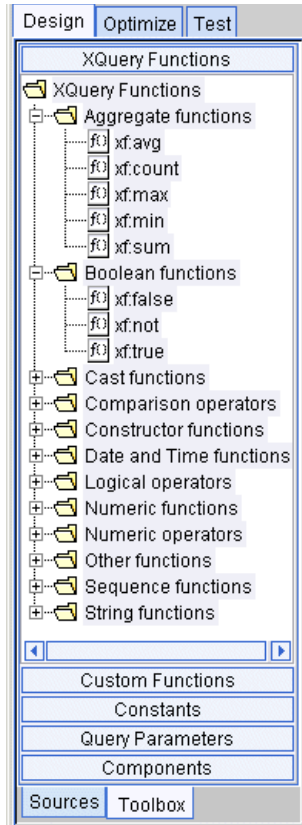 Design Optimize Test
XQuery Functions
XQuery Functions
Aggregate functions
f() xf:avg
f() xf:count
f() xf:max
f() xf:min
f() xf:sum
Boolean functions
f() xf:false
f() xf:not
f() xf:true
Cast functions
Comparison operators
Constructor functions
Date and Time functions
Logical operators
Numeric functions
Numeric operators
Other functions
Sequence functions
String functions
Custom Functions
Constants
Query Parameters
Components
Sources Toolbox